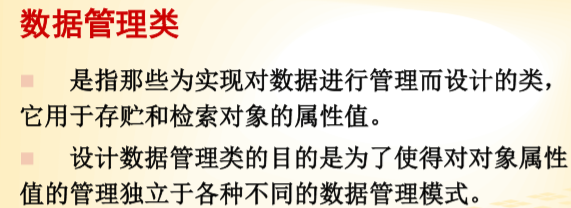 数据管理类
是指那些为实现对数据进行管理而设计的类，
它用于存贮和检索对象的属性值。
设计数据管理类的目的是为了使得对对象属性
值的管理独立于各种不同的数据管理模式。